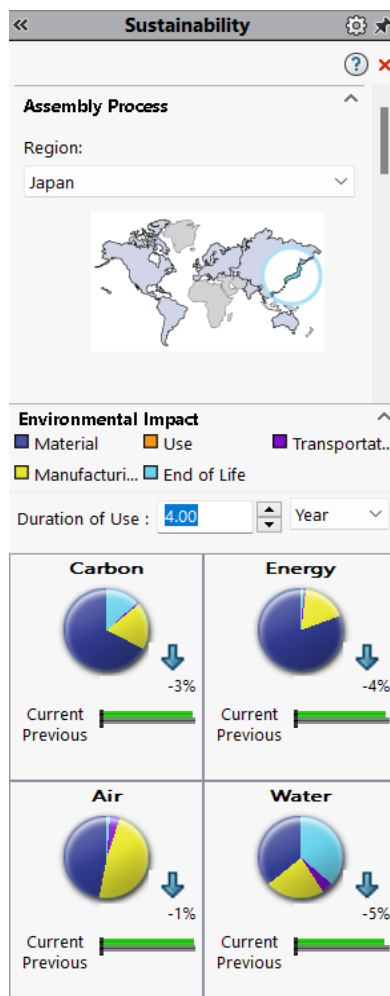 Sustainability
Assembly Process
Region:
Japan
Environmental Impact
Material Use Transportat..
Manufacturi... End of Life
Duration of Use : 4.00 Year
Carbon Energy
-3% -4%
Current Current
Previous Previous
Air Water
-1% -5%
Current Current
Previous Previous